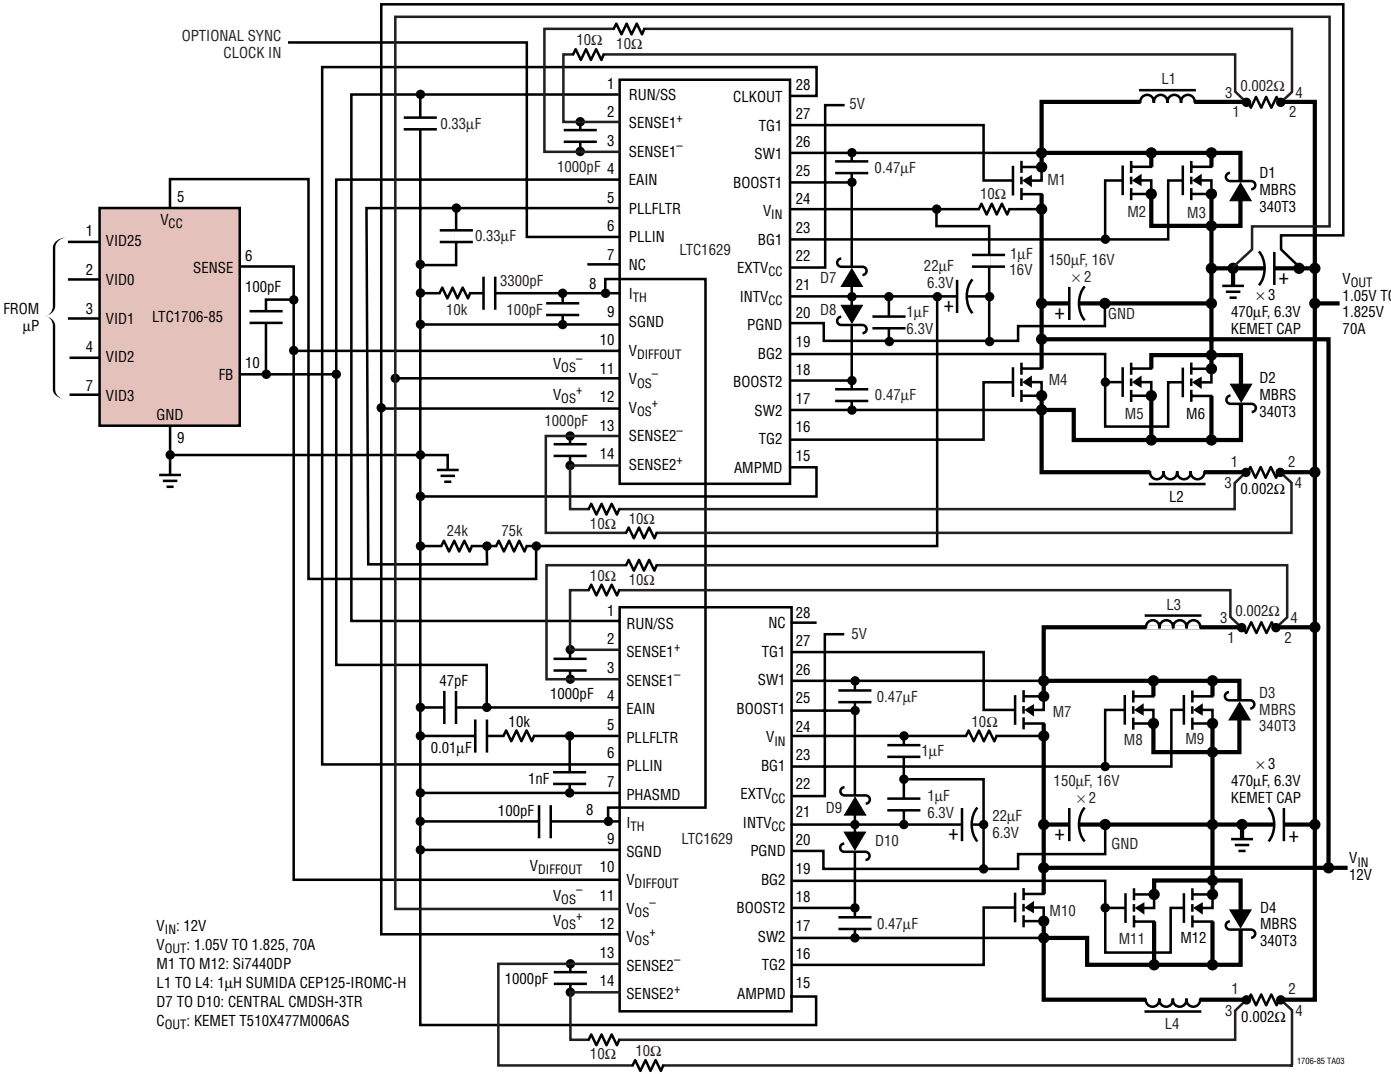 OPTIONAL SYNC
CLOCK IN
10Ω
10Ω
1
RUN/SS
2
SENSE1+
3
SENSE1−
4
EAIN
5
PLLFLTR
6
PLLIN
7
NC
8
ITH
9
SGND
10
VDIFFOUT
11
VOS−
12
VOS+
13
SENSE2−
14
SENSE2+
LTC1629
28
CLKOUT
27
TG1
26
SW1
25
BOOST1
24
VIN
23
BG1
22
EXTVCC
21
INTVCC
20
PGND
19
BG2
18
BOOST2
17
SW2
16
TG2
15
AMPMD
0.33µF
1000pF
0.33µF
3300pF
10k
100pF
VOS−
VOS+
1000pF
10Ω
10Ω
24k
75k
5
VCC
1
VID25
2
VID0
3
VID1
4
VID2
7
VID3
SENSE
6
LTC1706-85
FB
10
GND
9
100pF
FROM
µP
5V
0.47µF
10Ω
D7
D8
22µF
6.3V
1µF
16V
1µF
6.3V
0.47µF
M1
M2
M3
M4
M5
M6
L1
3
0.002Ω
4
1
2
D1
MBRS
340T3
150µF, 16V
×2
GND
×3
470µF, 6.3V
KEMET CAP
VOUT
1.05V TO
1.825V
70A
D2
MBRS
340T3
1
2
3
0.002Ω
4
L2
10Ω
10Ω
1
RUN/SS
2
SENSE1+
3
SENSE1−
4
EAIN
5
PLLFLTR
6
PLLIN
7
PHASMD
8
ITH
9
SGND
10
VDIFFOUT
11
VOS−
12
VOS+
13
SENSE2−
14
SENSE2+
LTC1629
28
NC
27
TG1
26
SW1
25
BOOST1
24
VIN
23
BG1
22
EXTVCC
21
INTVCC
20
PGND
19
BG2
18
BOOST2
17
SW2
16
TG2
15
AMPMD
1000pF
47pF
10k
0.01µF
1nF
100pF
VDIFFOUT
VOS−
VOS+
1000pF
10Ω
10Ω
5V
0.47µF
10Ω
1µF
D9
D10
1µF
6.3V
22µF
6.3V
0.47µF
M7
M8
M9
M10
M11
M12
L3
3
0.002Ω
4
1
2
D3
MBRS
340T3
150µF, 16V
×2
GND
×3
470µF, 6.3V
KEMET CAP
VIN
12V
D4
MBRS
340T3
1
2
3
0.002Ω
4
L4
VIN: 12V
VOUT: 1.05V TO 1.825, 70A
M1 TO M12: Si7440DP
L1 TO L4: 1µH SUMIDA CEP125-IROMC-H
D7 TO D10: CENTRAL CMDSH-3TR
COUT: KEMET T510X477M006AS
1706-85 TA03